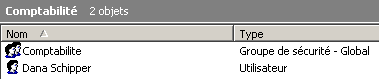 Comptabilité 2 objets
Nom Type
Comptabilite Groupe de sécurité - Global
Dana Schipper Utilisateur